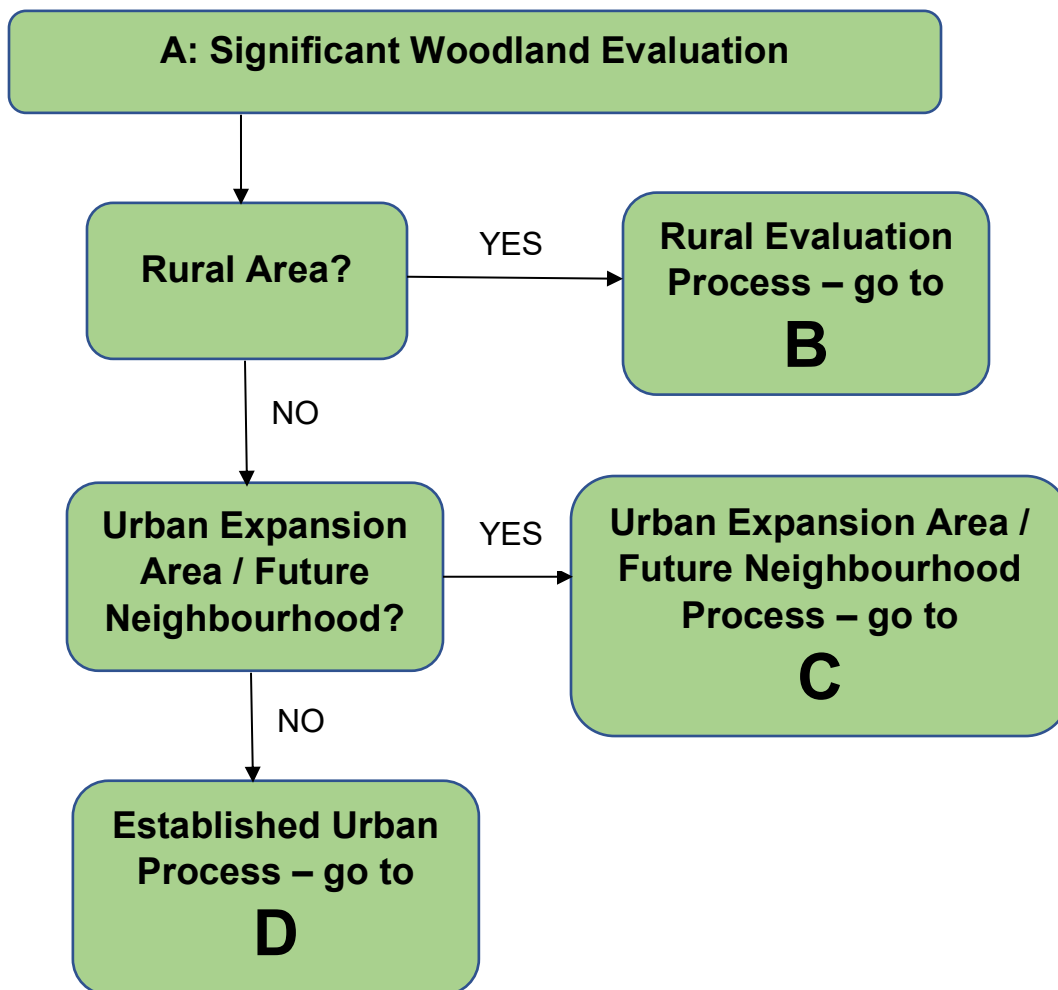 A: Significant Woodland Evaluation
Rural Area?
YES
Rural Evaluation
Process – go to
B
NO
Urban Expansion
Area / Future
Neighbourhood?
YES
Urban Expansion Area /
Future Neighbourhood
Process – go to
C
NO
Established Urban
Process – go to
D